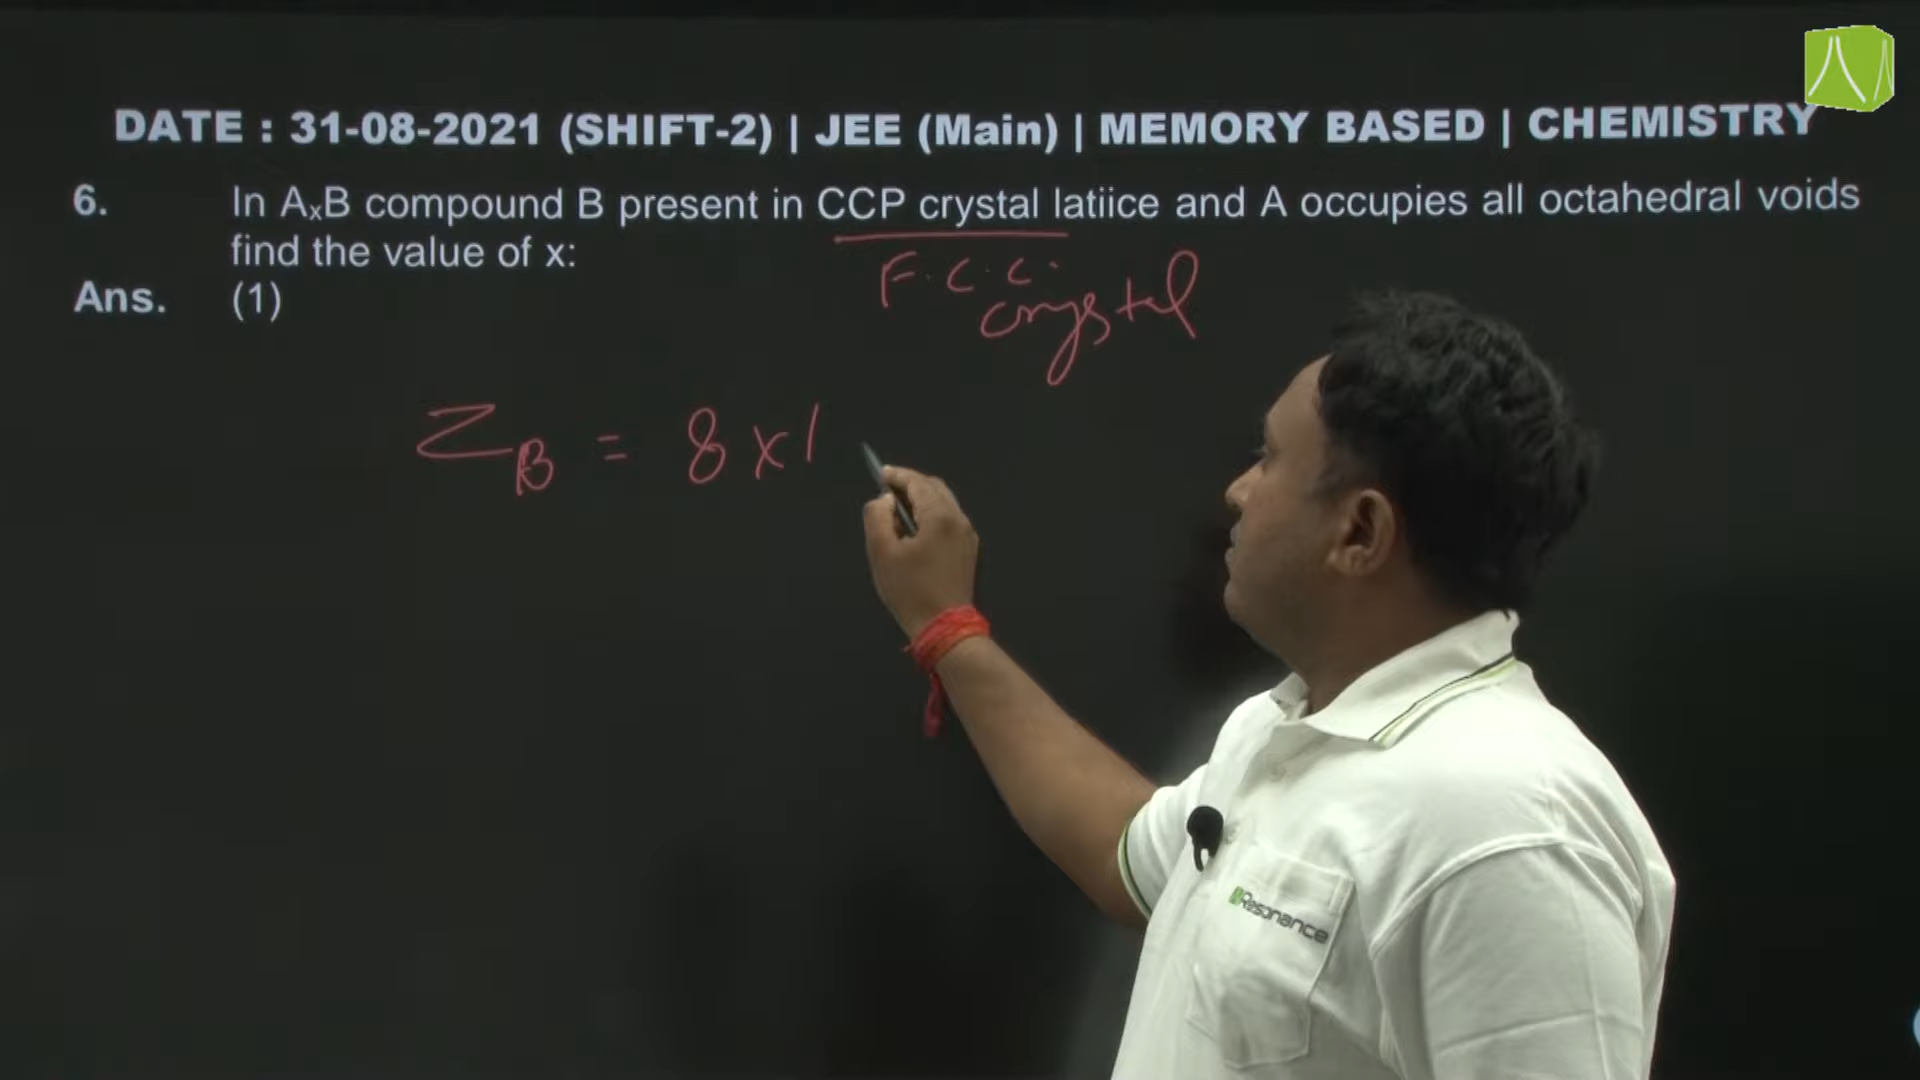 DATE : 31-08-2021 (SHIFT-2) | JEE (Main) | MEMORY BASED | CHEMISTRY
6. In AₓB compound B present in CCP crystal latiice and A occupies all octahedral voids
find the value of x:
Ans. (1)
F.C.C.
crystal
Z_B = 8 x 1
Resonance